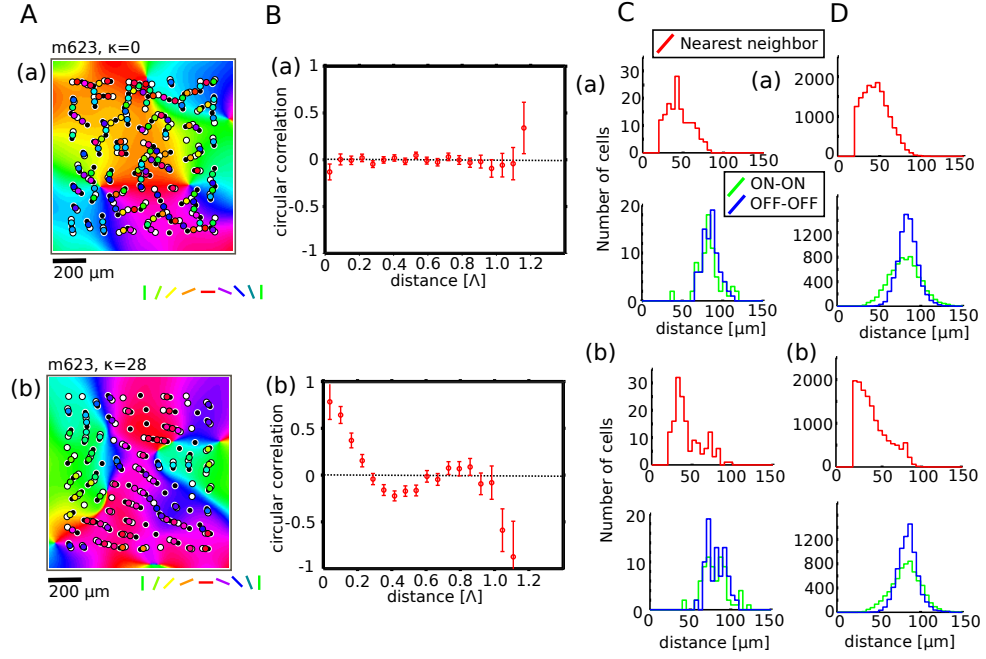 A
B
C
D
m623, κ=0
(a)
200 μm
(a)
circular correlation
1
0.5
0
-0.5
-1
0 0.2 0.4 0.6 0.8 1.0 1.2
distance [Λ]
Nearest neighbor
(a)
30
20
10
0
0 50 100 150
(a)
2000
1000
0
0 50 100 150
[μm]
ON-ON
OFF-OFF
Number of cells
20
10
0
0 50 100 150
distance [μm]
1200
800
400
0
0 50 100 150
distance [μm]
m623, κ=28
(b)
200 μm
(b)
circular correlation
1
0.5
0
-0.5
-1
0 0.2 0.4 0.6 0.8 1.0 1.2
distance [Λ]
(b)
Number of cells
30
20
10
0
0 50 100 150
(b)
2000
1000
0
0 50 100 150
20
10
0
0 50 100 150
distance [μm]
1200
800
400
0
0 50 100 150
distance [μm]